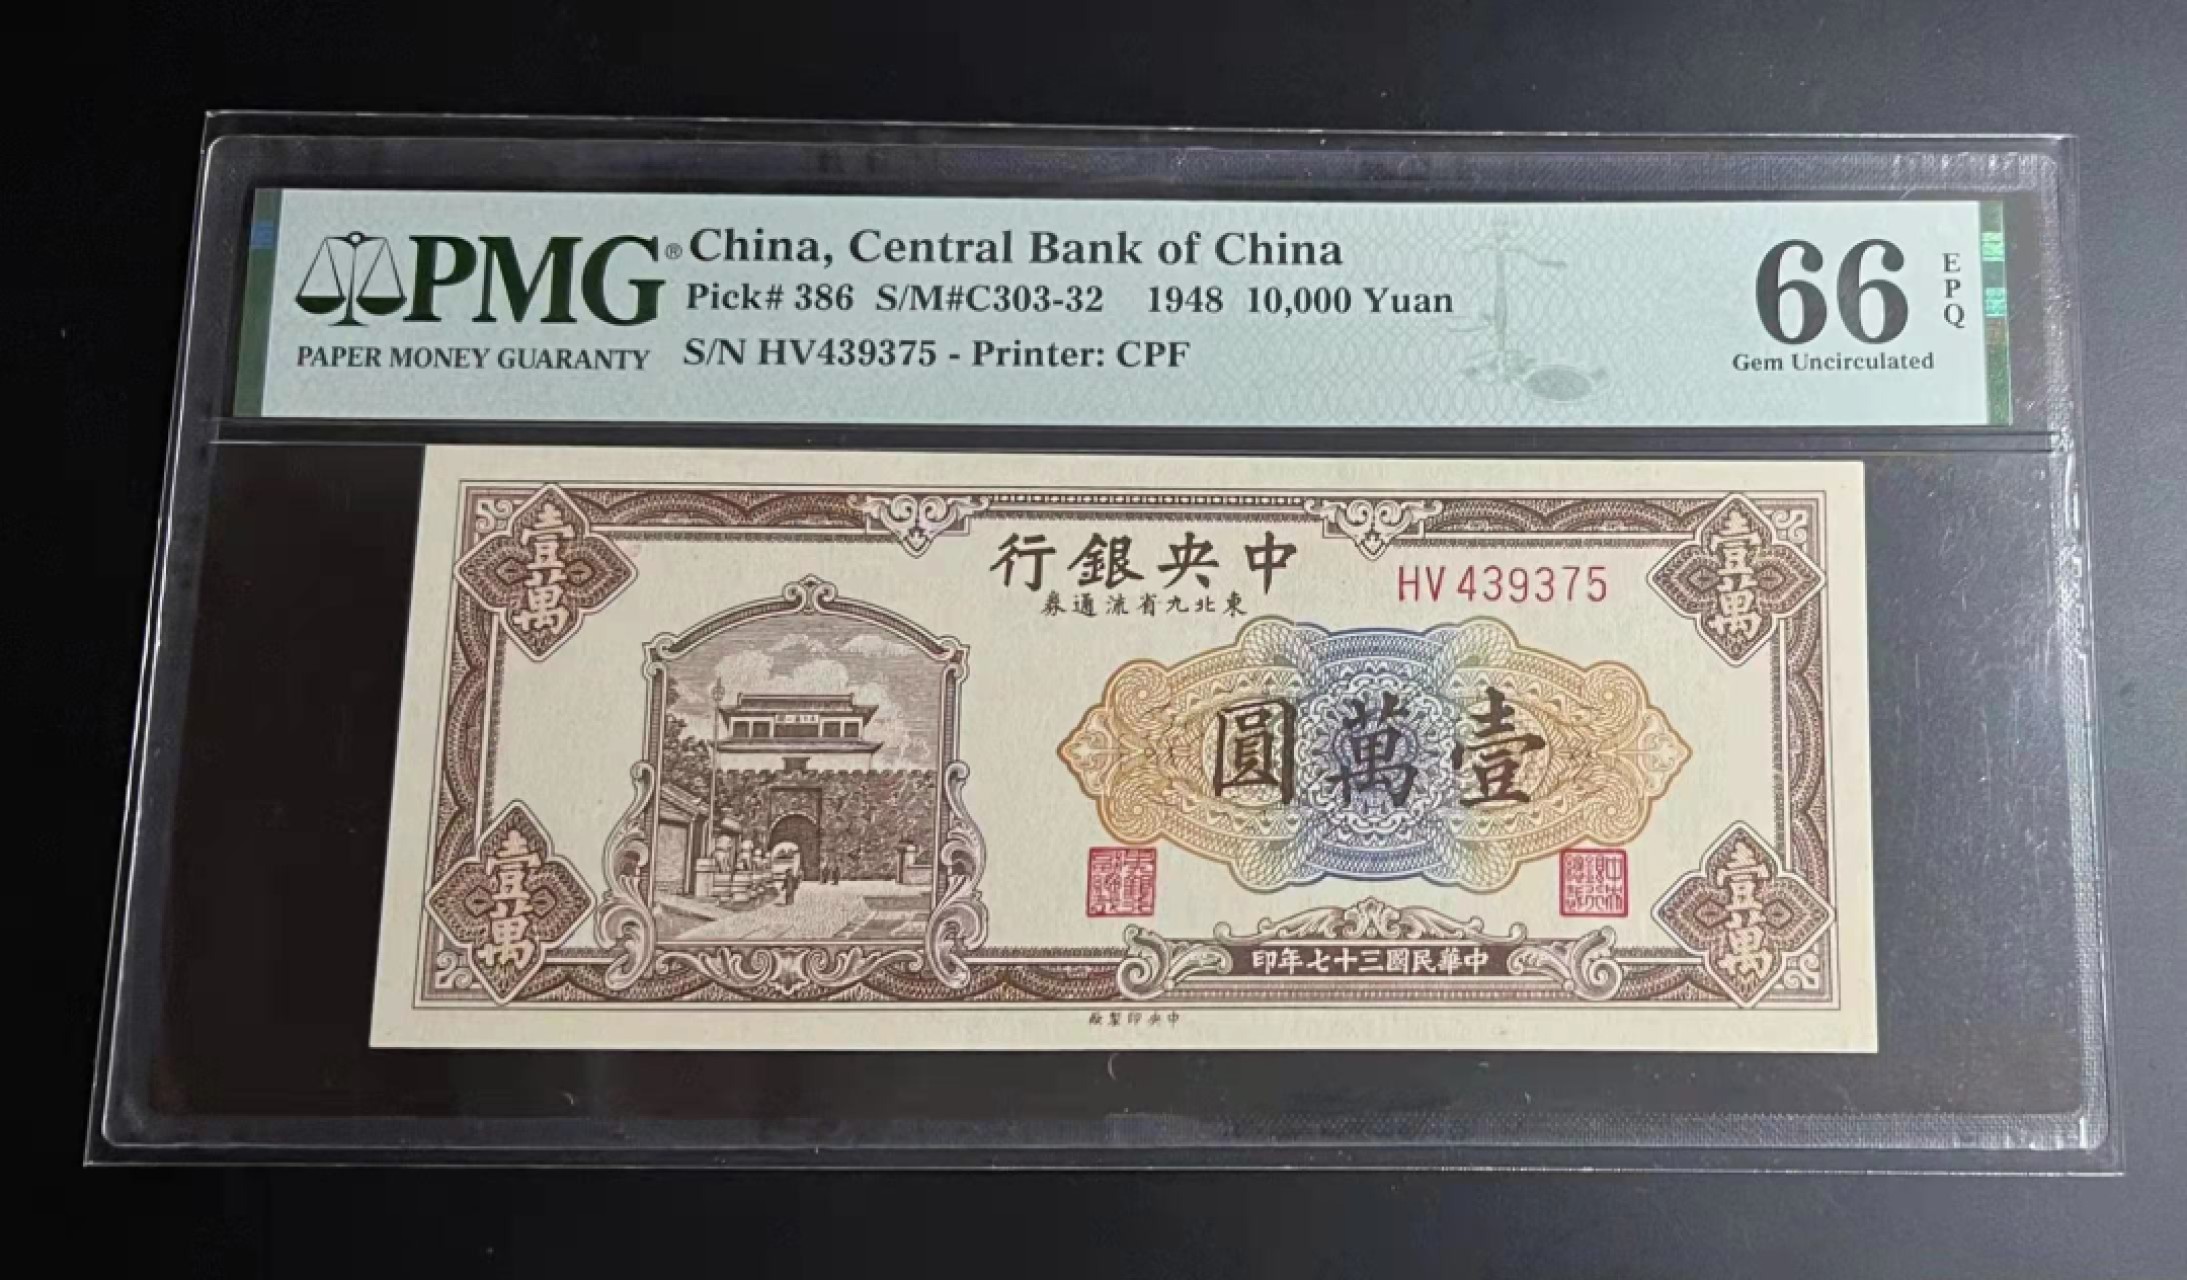 PMG®
PAPER MONEY GUARANTY
China, Central Bank of China
Pick# 386 S/M#C303-32 1948 10,000 Yuan
S/N HV439375 - Printer: CPF
66 EPQ
Gem Uncirculated
壹萬
壹萬
中央銀行
東北九省流通券
HV 439375
壹萬圓
中華民國三十七年印
壹萬
壹萬
中央印製廠